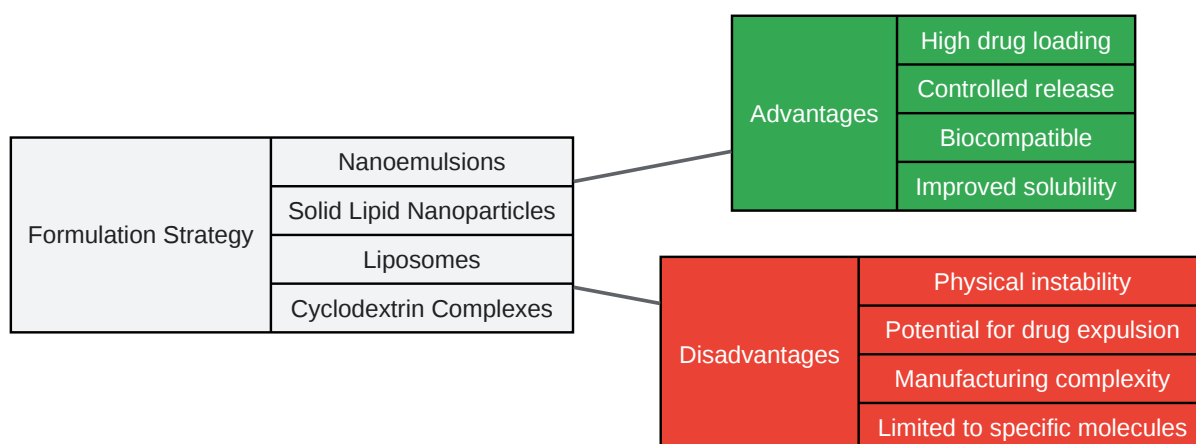 Formulation Strategy
Nanoemulsions
Solid Lipid Nanoparticles
Liposomes
Cyclodextrin Complexes
Advantages
High drug loading
Controlled release
Biocompatible
Improved solubility
Disadvantages
Physical instability
Potential for drug expulsion
Manufacturing complexity
Limited to specific molecules